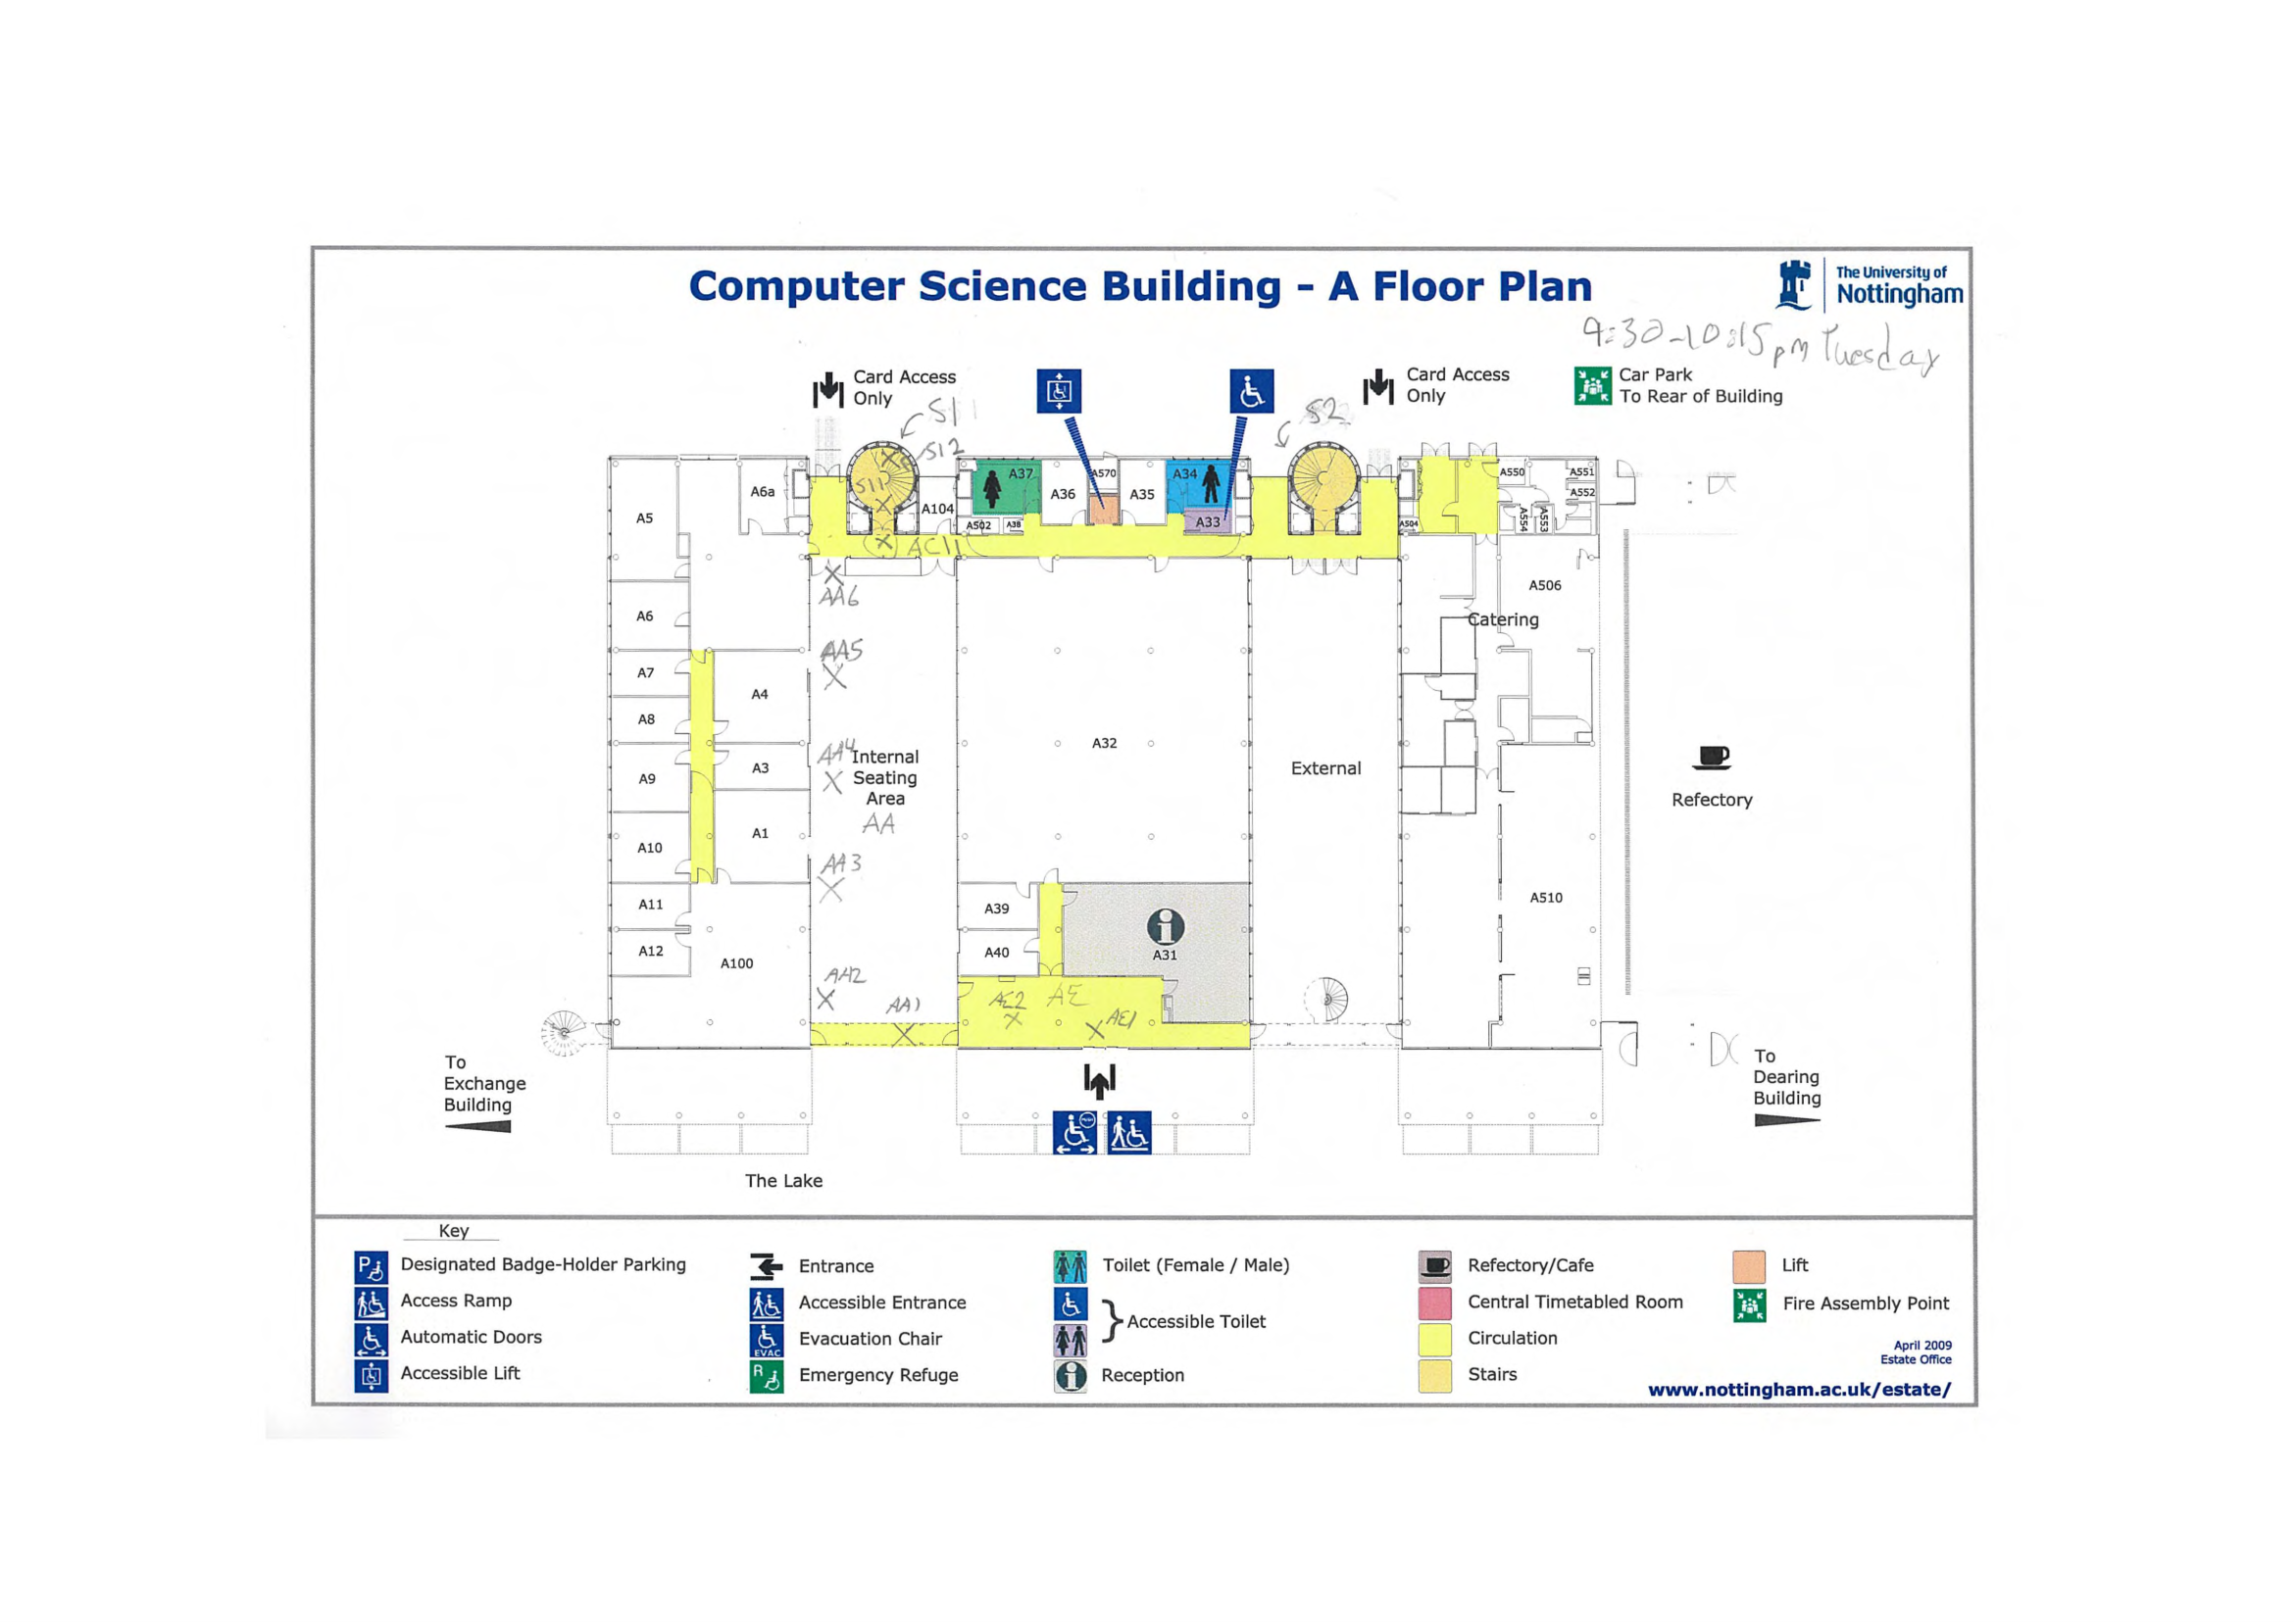 Computer Science Building - A Floor Plan
The University of
Nottingham
9:30-10:15pm Tuesday
Card Access
Only
Card Access
Only
Car Park
To Rear of Building
S1
S12
S2
S11
A5
A6a
A104
A37
A502
A38
A36
A570
A35
A34
A33
A504
A550
A551
A552
A554
A553
AC11
AA6
A6
A506
Catering
AA5
A7
A4
A8
AA4
Internal
Seating
Area
AA
A32
External
A3
A9
A1
A10
Refectory
AA3
A11
A12
A100
A39
A40
A31
A510
AA2
AA1
AE2
AE
AE1
To
Exchange
Building
To
Dearing
Building
The Lake
Key
Designated Badge-Holder Parking
Access Ramp
Automatic Doors
Accessible Lift
Entrance
Accessible Entrance
Evacuation Chair
EVAC
Emergency Refuge
R
P
Toilet (Female / Male)
Accessible Toilet
Reception
Refectory/Cafe
Central Timetabled Room
Circulation
Stairs
Lift
Fire Assembly Point
April 2009
Estate Office
www.nottingham.ac.uk/estate/